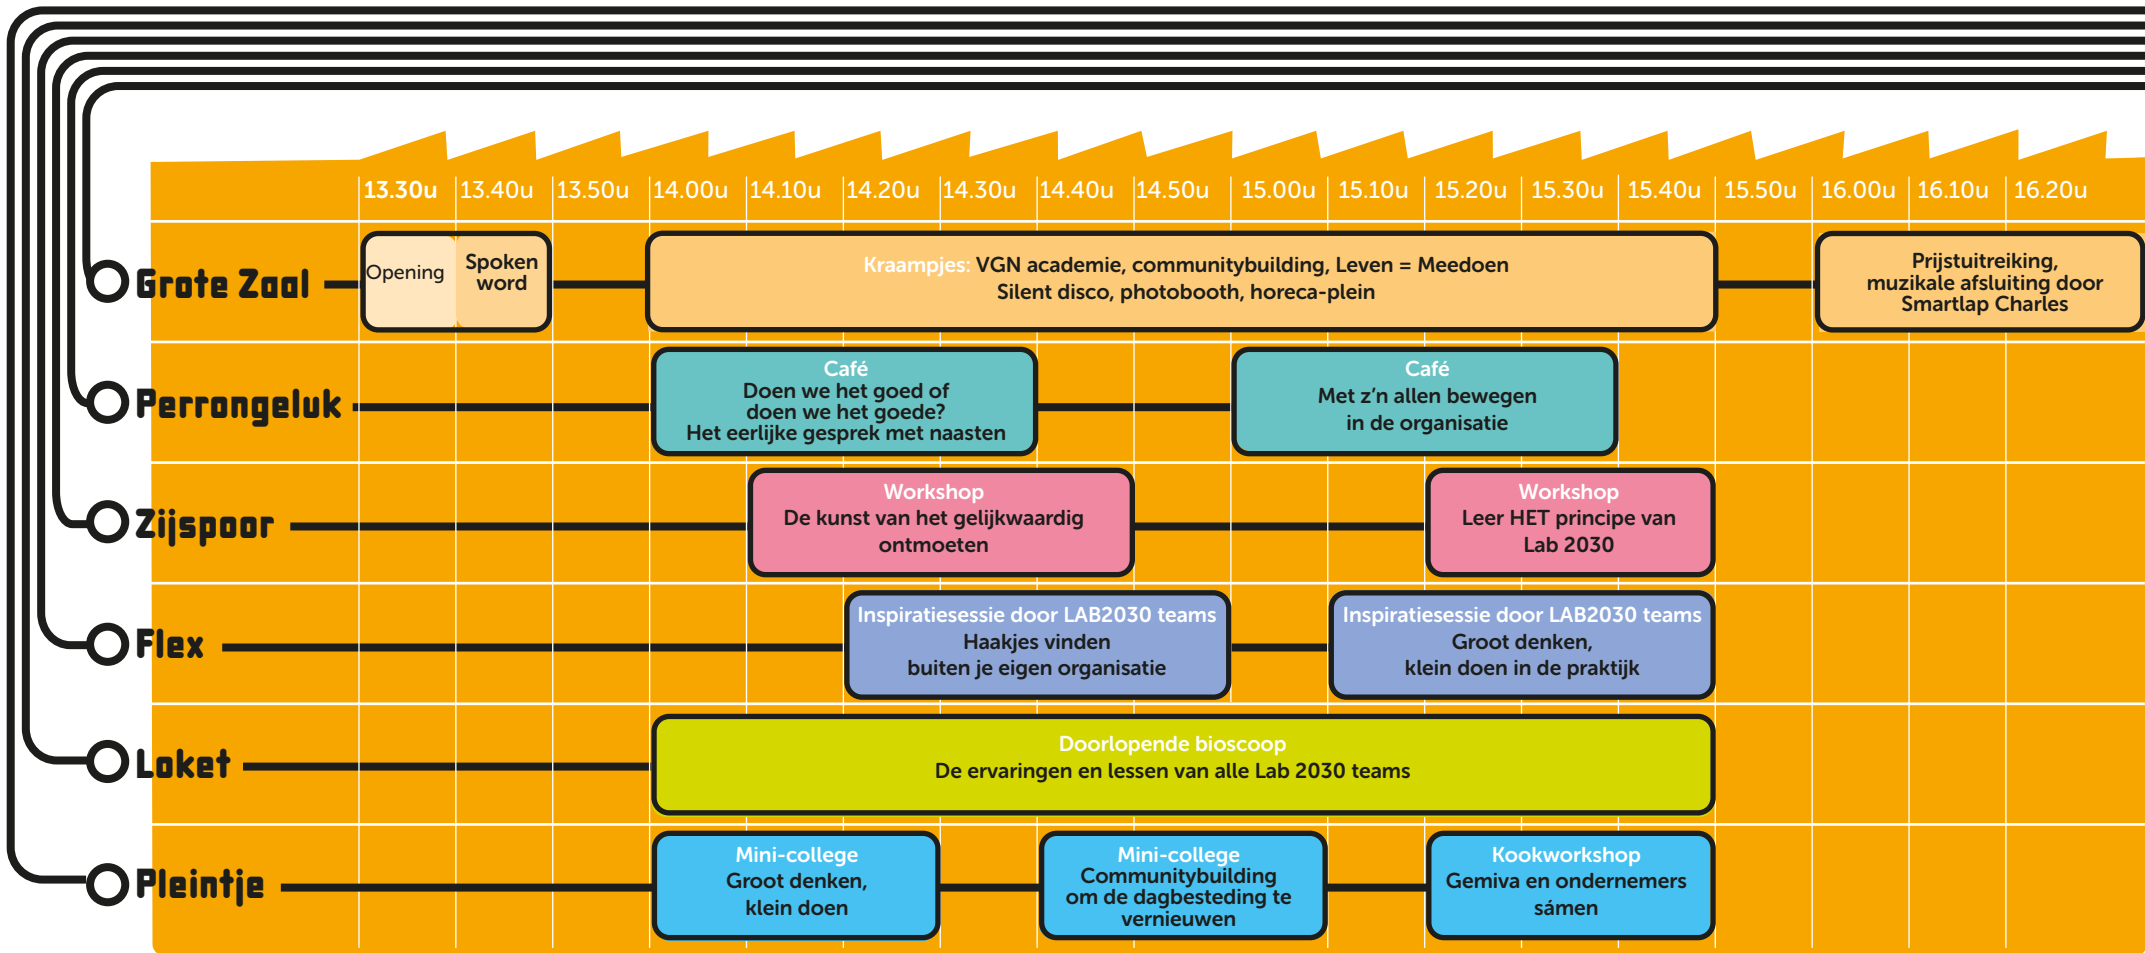 13.30u 13.40u 13.50u 14.00u 14.10u 14.20u 14.30u 14.40u 14.50u 15.00u 15.10u 15.20u 15.30u 15.40u 15.50u 16.00u 16.10u 16.20u
Grote Zaal
Opening
Spoken
word
Kraampjes: VGN academie, communitybuilding, Leven = Meedoen
Silent disco, photobooth, horeca-plein
Prijstuitreiking,
muzikale afsluiting door
Smartlap Charles
Perrongeluk
Café
Doen we het goed of
doen we het goede?
Het eerlijke gesprek met naasten
Café
Met z'n allen bewegen
in de organisatie
Zijspoor
Workshop
De kunst van het gelijkwaardig
ontmoeten
Workshop
Leer HET principe van
Lab 2030
Flex
Inspiratiesessie door LAB2030 teams
Haakjes vinden
buiten je eigen organisatie
Inspiratiesessie door LAB2030 teams
Groot denken,
klein doen in de praktijk
Loket
Doorlopende bioscoop
De ervaringen en lessen van alle Lab 2030 teams
Pleintje
Mini-college
Groot denken,
klein doen
Mini-college
Communitybuilding
om de dagbesteding te
vernieuwen
Kookworkshop
Gemiva en ondernemers
sámen